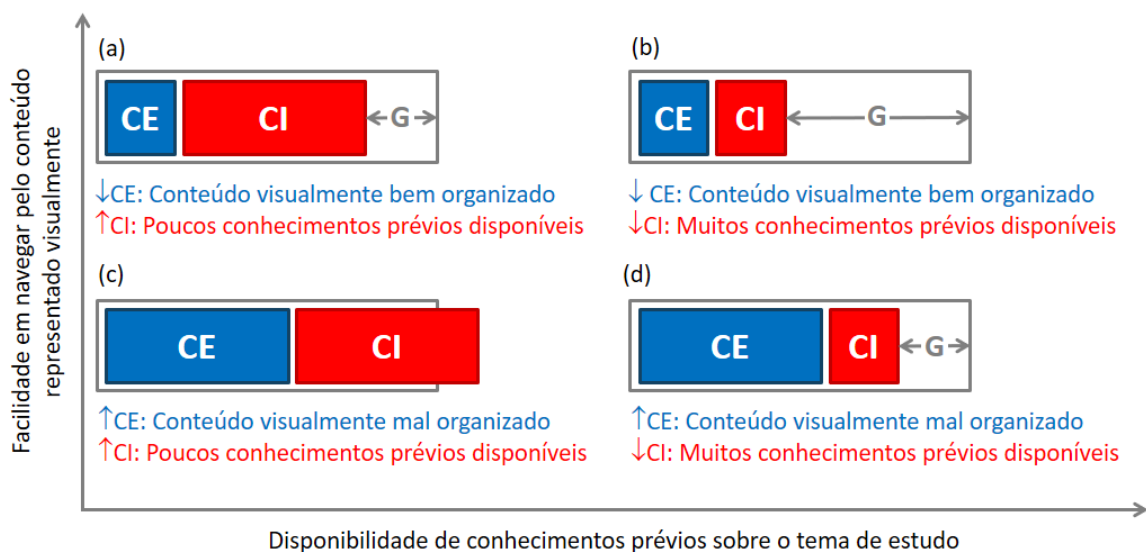 Facilidade em navegar pelo conteúdo
representado visualmente
(a)
CE
CI
G
↓CE: Conteúdo visualmente bem organizado
↑CI: Poucos conhecimentos prévios disponíveis
(b)
CE
CI
G
↓ CE: Conteúdo visualmente bem organizado
↓CI: Muitos conhecimentos prévios disponíveis
(c)
CE
CI
↑CE: Conteúdo visualmente mal organizado
↑CI: Poucos conhecimentos prévios disponíveis
(d)
CE
CI
G
↑CE: Conteúdo visualmente mal organizado
↓CI: Muitos conhecimentos prévios disponíveis
Disponibilidade de conhecimentos prévios sobre o tema de estudo